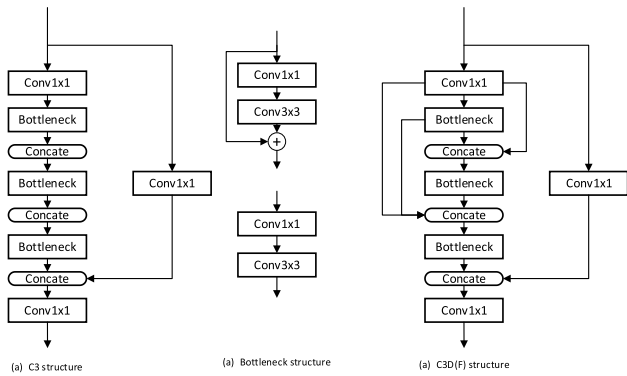 Conv1x1
Bottleneck
Concate
Bottleneck
Concate
Bottleneck
Concate
Conv1x1
Conv1x1
(a) C3 structure
Conv1x1
Conv3x3
+
Conv1x1
Conv3x3
(a) Bottleneck structure
Conv1x1
Bottleneck
Concate
Bottleneck
Concate
Bottleneck
Concate
Conv1x1
Conv1x1
(a) C3D(F) structure